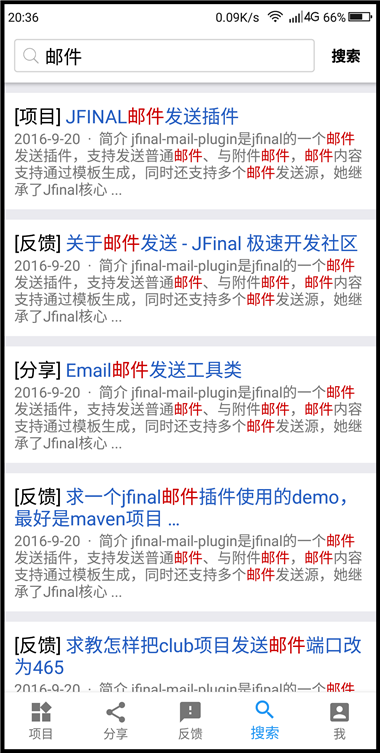 20:36 0.09K/s 4G 66%
邮件 搜索
[项目] JFINAL邮件发送插件
2016-9-20 · 简介 jfinal-mail-plugin是jfinal的一个邮件
发送插件，支持发送普通邮件、与附件邮件，邮件内容
支持通过模板生成，同时还支持多个邮件发送源，她继
承了Jfinal核心 ...
[反馈] 关于邮件发送 - JFinal 极速开发社区
2016-9-20 · 简介 jfinal-mail-plugin是jfinal的一个邮件
发送插件，支持发送普通邮件、与附件邮件，邮件内容
支持通过模板生成，同时还支持多个邮件发送源，她继
承了Jfinal核心 ...
[分享] Email邮件发送工具类
2016-9-20 · 简介 jfinal-mail-plugin是jfinal的一个邮件
发送插件，支持发送普通邮件、与附件邮件，邮件内容
支持通过模板生成，同时还支持多个邮件发送源，她继
承了Jfinal核心 ...
[反馈] 求一个jfinal邮件插件使用的demo，
最好是maven项目 ...
2016-9-20 · 简介 jfinal-mail-plugin是jfinal的一个邮件
发送插件，支持发送普通邮件、与附件邮件，邮件内容
支持通过模板生成，同时还支持多个邮件发送源，她继
承了Jfinal核心 ...
[反馈] 求教怎样把club项目发送邮件端口改
为465
2016-9-20 · 简介 jfinal-mail-plugin是jfinal的一个邮件
项目 分享 反馈 搜索 我